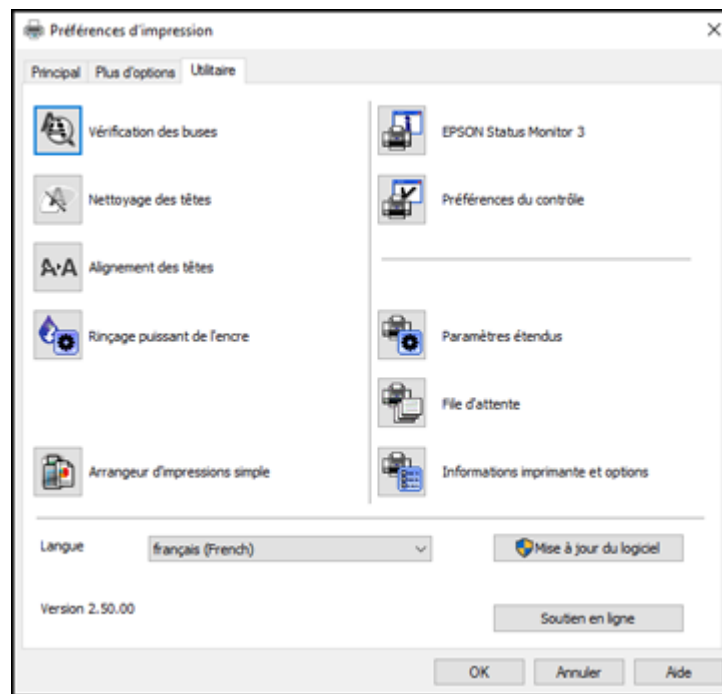 Préférences d'impression
Principal Plus d'options Utilitaire
Vérification des buses
Nettoyage des têtes
Alignement des têtes
Rinçage puissant de l'encre
Arrangeur d'impressions simple
EPSON Status Monitor 3
Préférences du contrôle
Paramètres étendus
File d'attente
Informations imprimante et options
Langue français (French) Mise à jour du logiciel
Version 2.50.00 Soutien en ligne
OK Annuler Aide